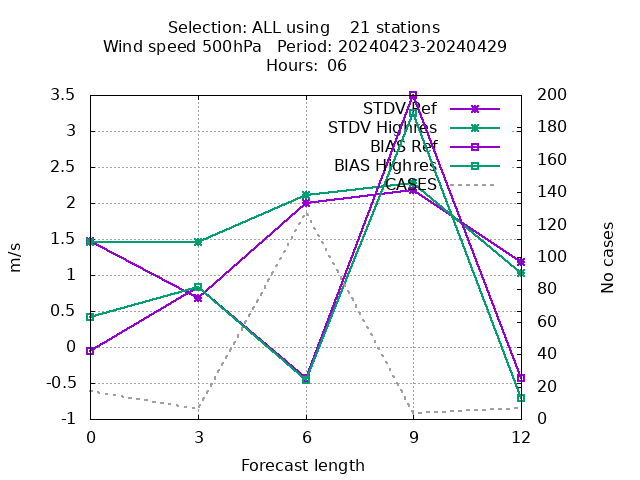 Selection: ALL using    21 stations
Wind speed 500hPa   Period: 20240423-20240429
Hours: 06
STDV Ref
STDV Highres
BIAS Ref
BIAS Highres
CASES
3.5
3
2.5
2
1.5
1
0.5
0
-0.5
-1
200
180
160
140
120
100
80
60
40
20
0
m/s
No cases
0 3 6 9 12
Forecast length